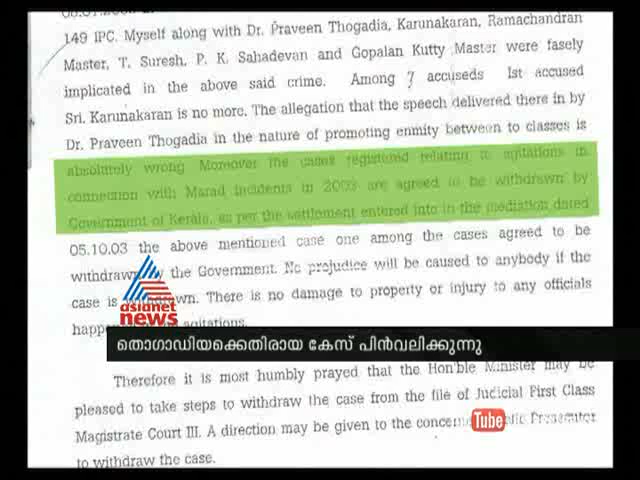 149 IPC. Myself along with Dr. Praveen Thogadia, Karunakaran, Ramachandran
Master, T. Suresh, P. K. Sahadevan and Gopalan Kutty Master were fasely
implicated in the above said crime. Among 7 accuseds Ist accused
Sri. Karunakaran is no more. The allegation that the speech delivered there in by
Dr. Praveen Thogadia in the nature of promoting enmity between to classes is
absolutely wrong Moreover the cases registered relating to agitations in
connection with Marad incidents in 2003 are agreed to be withdrawn by
Government of Kerala, as per the settlement entered into in the mediation dated
05.10.03 the above mentioned case one among the cases agreed to be
withdrawn by the Government. No prejudice will be caused to anybody if the
case is withdrawn. There is no damage to property or injury to any officials
agitations.
asianet
news
തൊഗാഡിയക്കെതിരായ കേസ് പിൻവലിക്കുന്നു
Therefore it is most humbly prayed that the Hon'ble Minister may be
pleased to take steps to withdraw the case from the file of Judicial First Class
Magistrate Court III. A direction may be given to the Prosecutor
Tube
to withdraw the case.